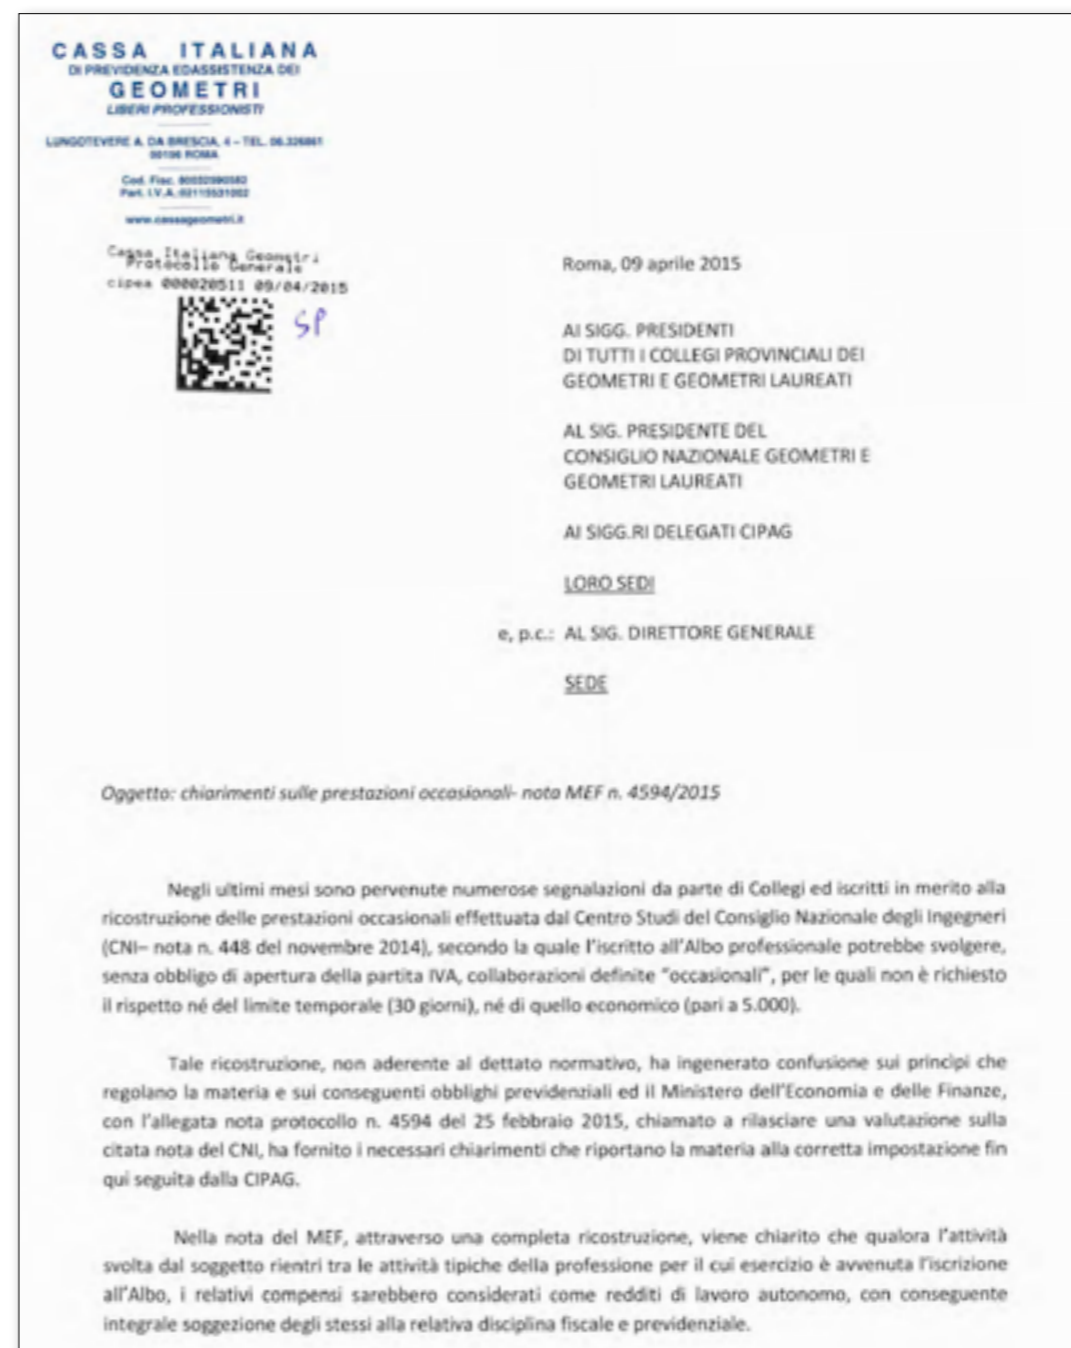 CASSA ITALIANA
DI PREVIDENZA ED ASSISTENZA DEI
GEOMETRI
LIBERI PROFESSIONISTI
LUNGOTEVERE A. DA BRESCIA, 4 – TEL. 06.326861
00196 ROMA
Cod. Fisc.
Part. I.V.A.
www.cassageometri.it
Cassa Italiana Geometri
Protocollo Generale
cipea 000020511 09/04/2015
SP
Roma, 09 aprile 2015
AI SIGG. PRESIDENTI
DI TUTTI I COLLEGI PROVINCIALI DEI
GEOMETRI E GEOMETRI LAUREATI
AL SIG. PRESIDENTE DEL
CONSIGLIO NAZIONALE GEOMETRI E
GEOMETRI LAUREATI
AI SIGG.RI DELEGATI CIPAG
LORO SEDI
e, p.c.: AL SIG. DIRETTORE GENERALE
SEDE
Oggetto: chiarimenti sulle prestazioni occasionali- nota MEF n. 4594/2015
Negli ultimi mesi sono pervenute numerose segnalazioni da parte di Collegi ed iscritti in merito alla
ricostruzione delle prestazioni occasionali effettuata dal Centro Studi del Consiglio Nazionale degli Ingegneri
(CNI– nota n. 448 del novembre 2014), secondo la quale l'iscritto all'Albo professionale potrebbe svolgere,
senza obbligo di apertura della partita IVA, collaborazioni definite "occasionali", per le quali non è richiesto
il rispetto né del limite temporale (30 giorni), né di quello economico (pari a 5.000).
Tale ricostruzione, non aderente al dettato normativo, ha ingenerato confusione sui principi che
regolano la materia e sui conseguenti obblighi previdenziali ed il Ministero dell'Economia e delle Finanze,
con l'allegata nota protocollo n. 4594 del 25 febbraio 2015, chiamato a rilasciare una valutazione sulla
citata nota del CNI, ha fornito i necessari chiarimenti che riportano la materia alla corretta impostazione fin
qui seguita dalla CIPAG.
Nella nota del MEF, attraverso una completa ricostruzione, viene chiarito che qualora l'attività
svolta dal soggetto rientri tra le attività tipiche della professione per il cui esercizio è avvenuta l'iscrizione
all'Albo, i relativi compensi sarebbero considerati come redditi di lavoro autonomo, con conseguente
integrale soggezione degli stessi alla relativa disciplina fiscale e previdenziale.